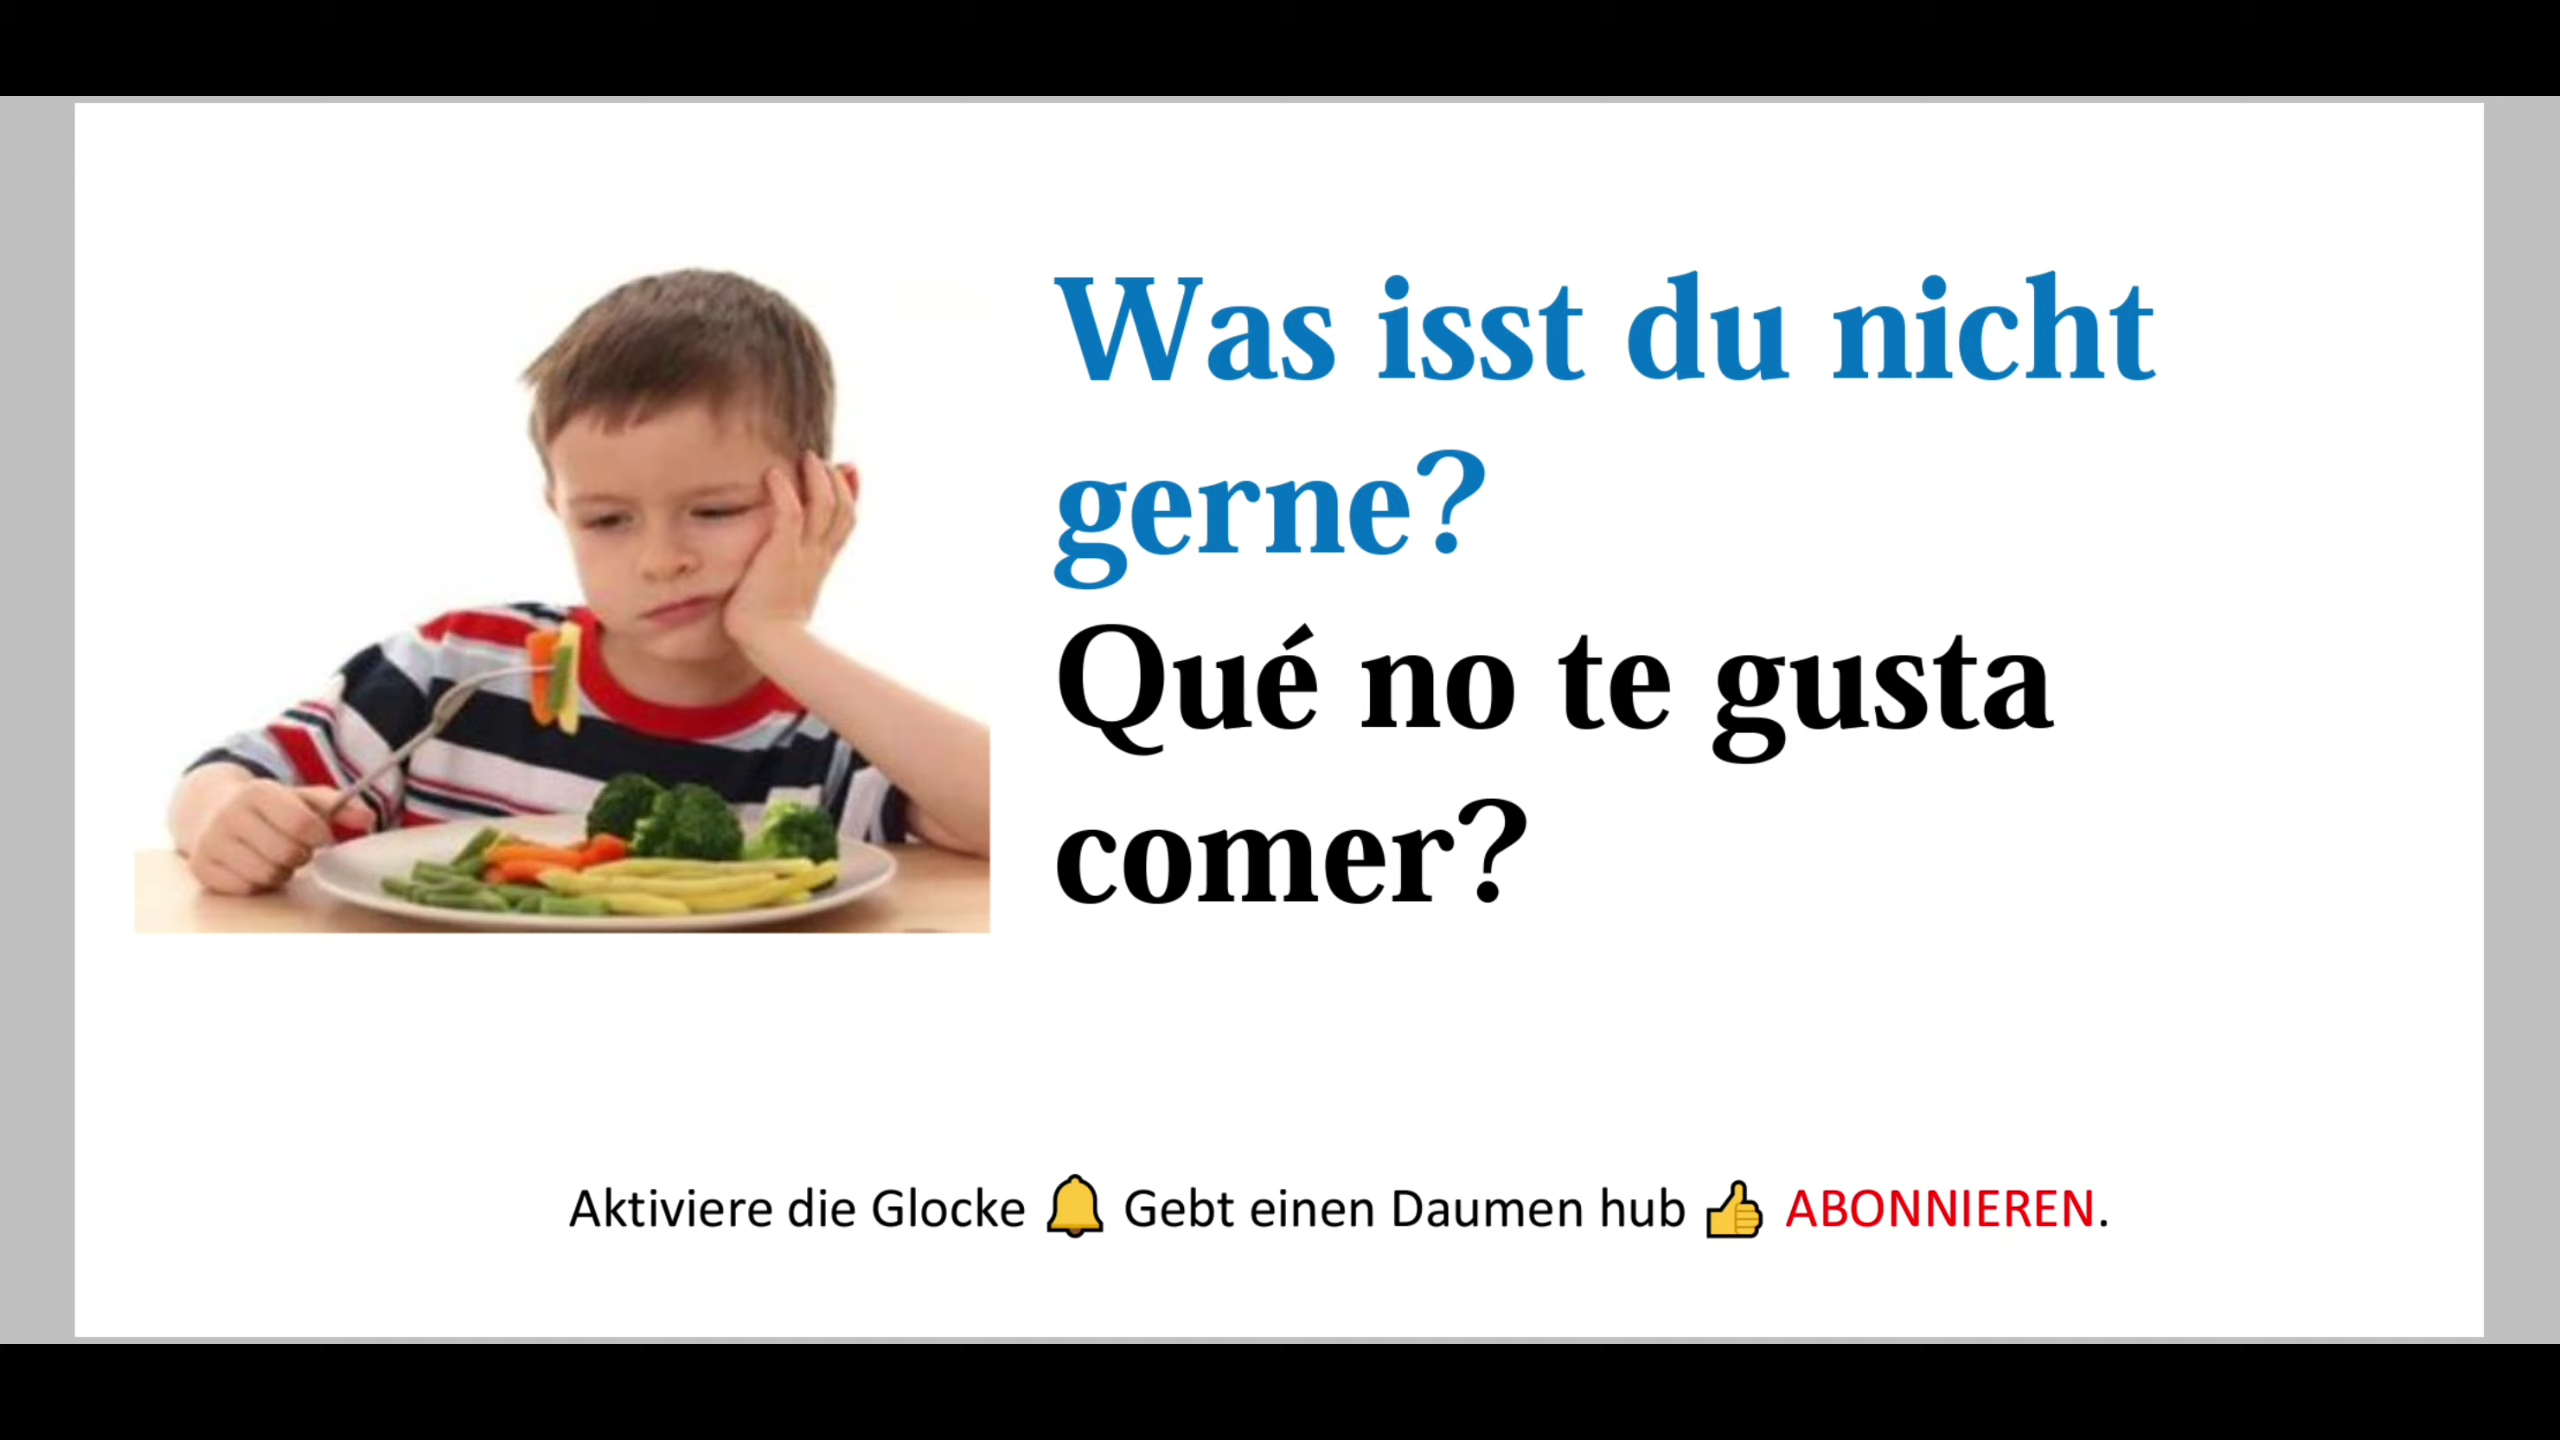 Was isst du nicht
gerne?
Qué no te gusta
comer?
Aktiviere die Glocke 🔔 Gebt einen Daumen hub 👍 ABONNIEREN.